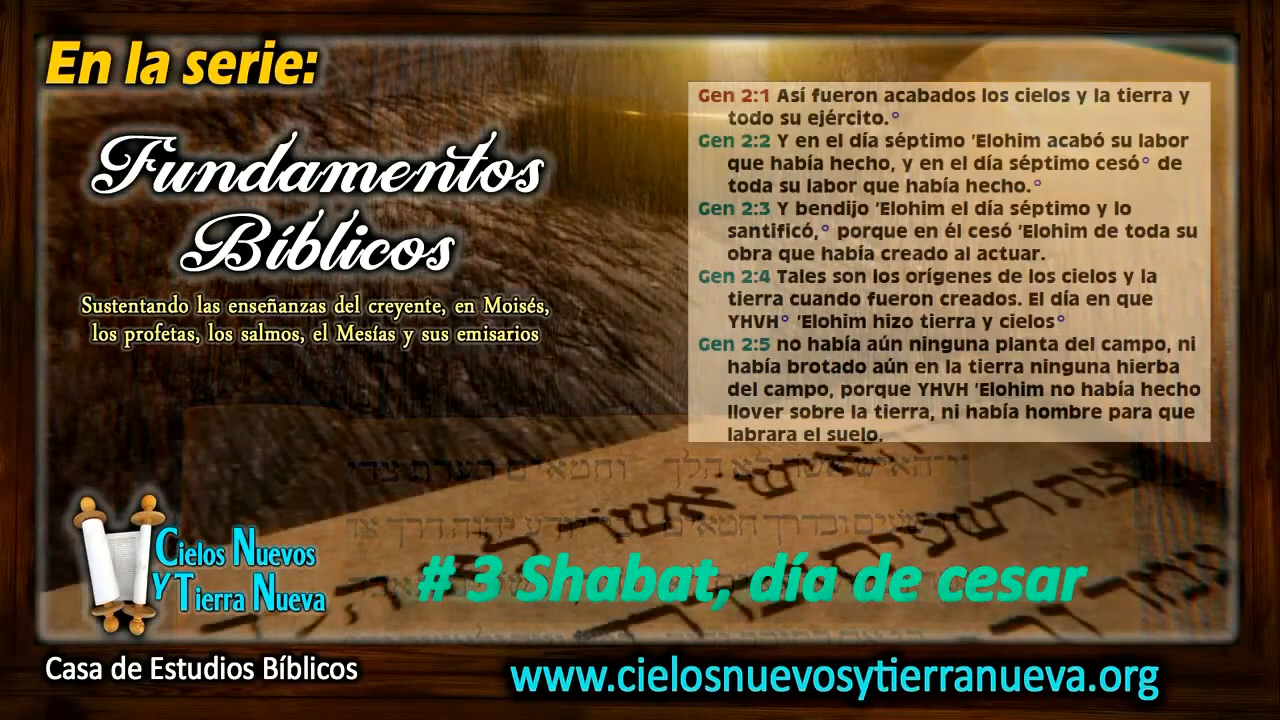 En la serie:
Fundamentos
Bíblicos
Sustentando las enseñanzas del creyente, en Moisés,
los profetas, los salmos, el Mesías y sus emisarios
Gen 2:1 Así fueron acabados los cielos y la tierra y
todo su ejército.°
Gen 2:2 Y en el día séptimo 'Elohim acabó su labor
que había hecho, y en el día séptimo cesó° de
toda su labor que había hecho.°
Gen 2:3 Y bendijo 'Elohim el día séptimo y lo
santificó,° porque en él cesó 'Elohim de toda su
obra que había creado al actuar.
Gen 2:4 Tales son los orígenes de los cielos y la
tierra cuando fueron creados. El día en que
YHVH° 'Elohim hizo tierra y cielos°
Gen 2:5 no había aún ninguna planta del campo, ni
había brotado aún en la tierra ninguna hierba
del campo, porque YHVH 'Elohim no había hecho
llover sobre la tierra, ni había hombre para que
labrara el suelo.
וחטאים בעדת צדי
Cielos Nuevos
Y Tierra Nueva
# 3 Shabat, día de cesar
Casa de Estudios Bíblicos
www.cielosnuevosytierranueva.org